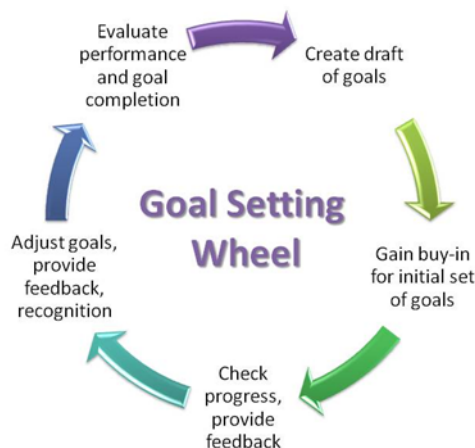 Evaluate
performance
and goal
completion
Create draft
of goals
Goal Setting
Wheel
Gain buy-in
for initial set
of goals
Check
progress,
provide
feedback
Adjust goals,
provide
feedback,
recognition